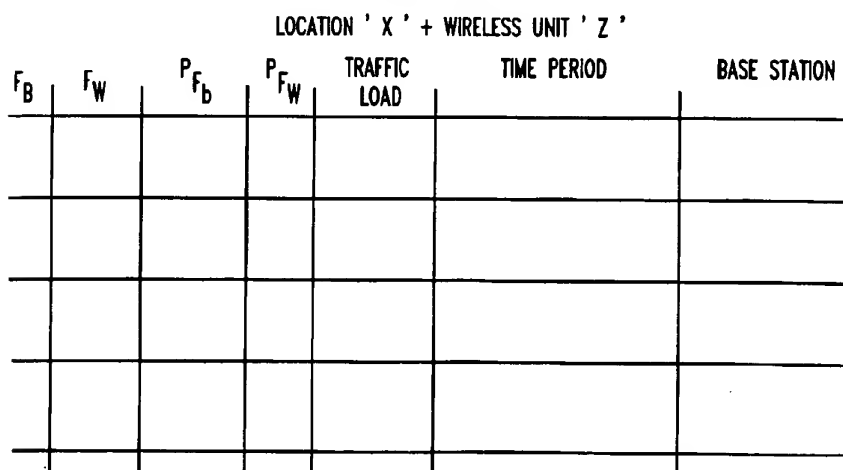 LOCATION ' X ' + WIRELESS UNIT ' Z '
F_B F_W P_F_b P_F_W TRAFFIC LOAD TIME PERIOD BASE STATION